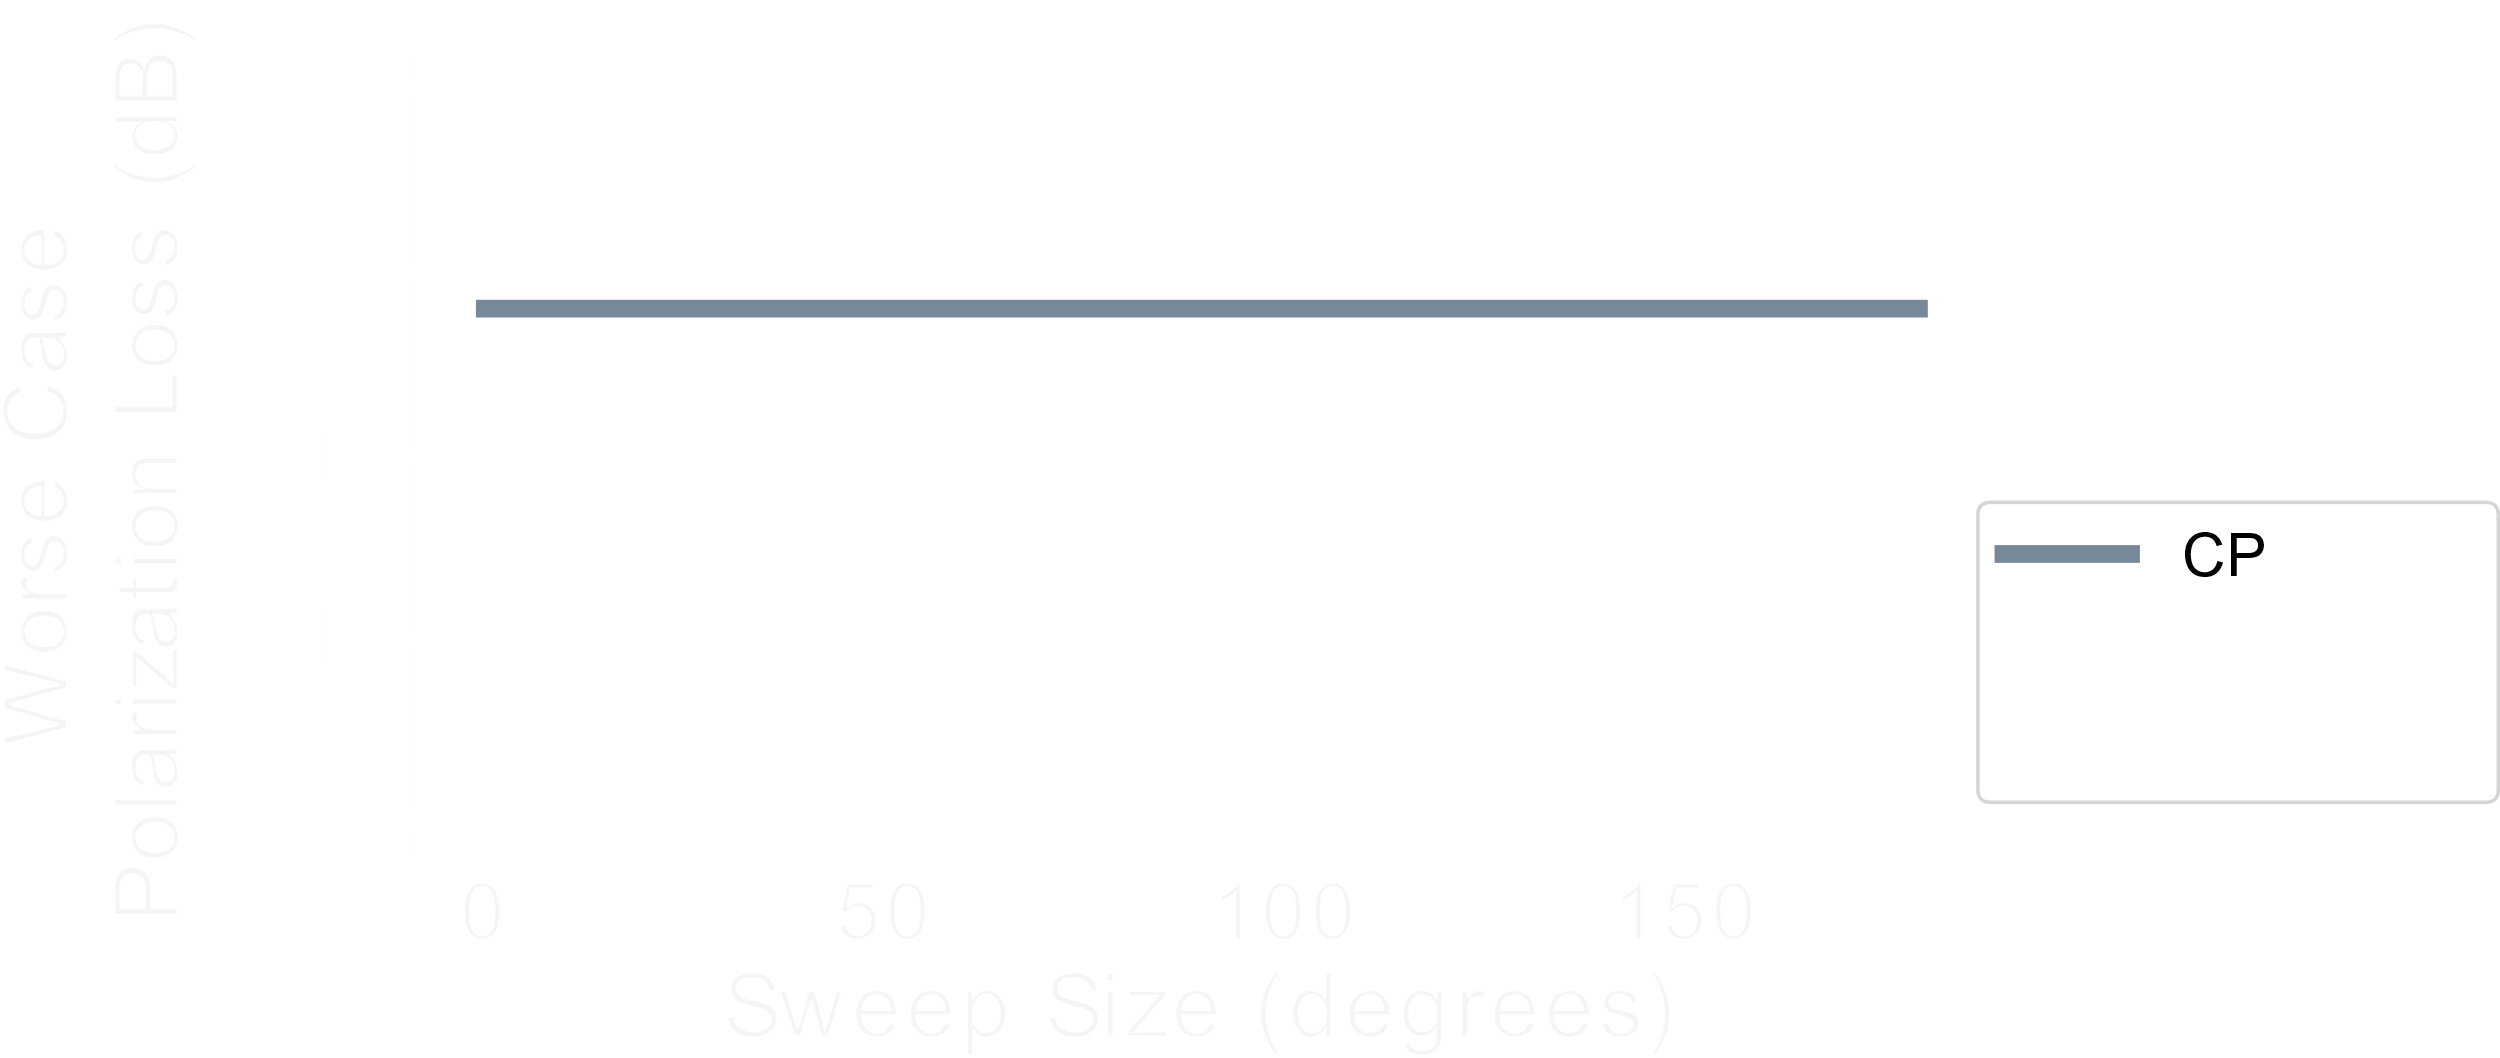 Worse Case
Polarization Loss (dB)
CP
0 50 100 150
Sweep Size (degrees)